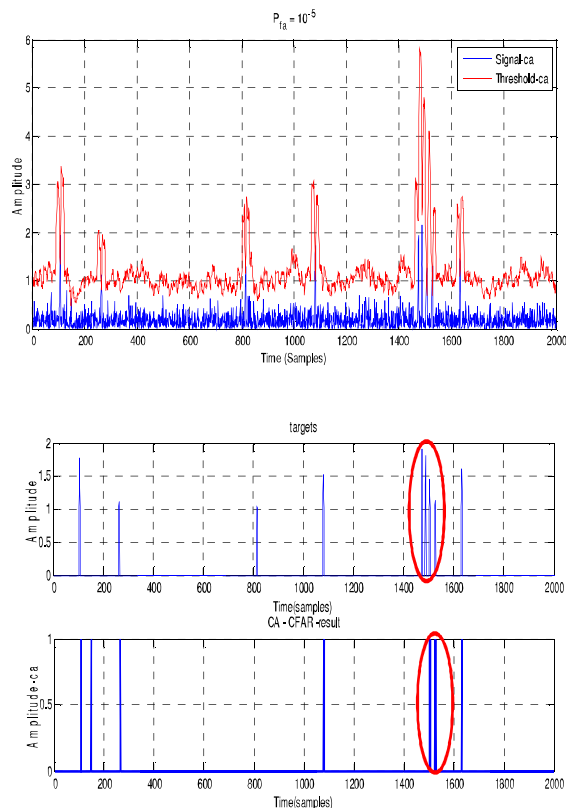 P_fa = 10^-5
Signal-ca
Threshold-ca
Amplitude
6
5
4
3
2
1
0
0 200 400 600 800 1000 1200 1400 1600 1800 2000
Time (Samples)
targets
Amplitude
2
1.5
1
0.5
0
0 200 400 600 800 1000 1200 1400 1600 1800 2000
Time(samples)
CA - CFAR -result
Amplitude-ca
1
0.5
0
0 200 400 600 800 1000 1200 1400 1600 1800 2000
Time(samples)